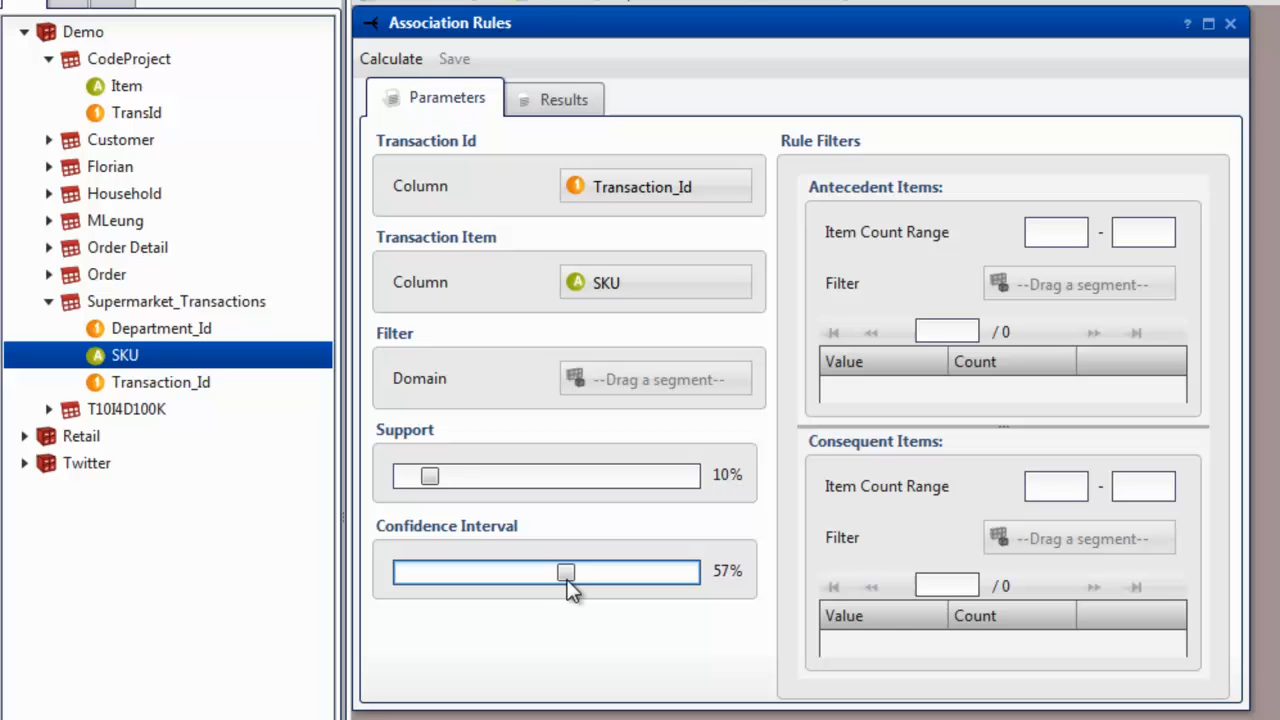 Demo
CodeProject
Item
TransId
Customer
Florian
Household
MLeung
Order Detail
Order
Supermarket_Transactions
Department_Id
SKU
Transaction_Id
T10I4D100K
Retail
Twitter
Association Rules
?
Calculate Save
Parameters Results
Transaction Id
Column Transaction_Id
Transaction Item
Column SKU
Filter
Domain --Drag a segment--
Support
10%
Confidence Interval
57%
Rule Filters
Antecedent Items:
Item Count Range -
Filter --Drag a segment--
/ 0
Value Count
Consequent Items:
Item Count Range -
Filter --Drag a segment--
/ 0
Value Count